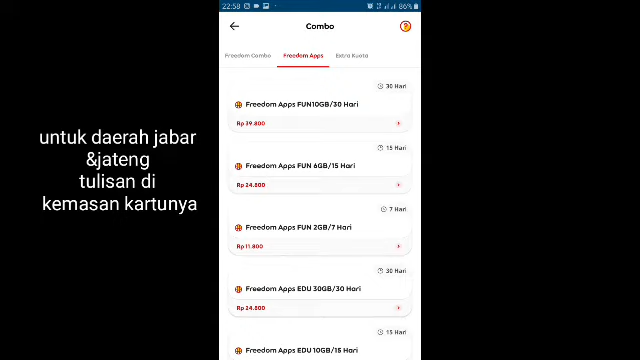 22:58
86%
Combo
Freedom Combo
Freedom Apps
Extra Kuota
30 Hari
Freedom Apps FUN10GB/30 Hari
Rp 39.800
15 Hari
Freedom Apps FUN 6GB/15 Hari
Rp 24.800
7 Hari
Freedom Apps FUN 2GB/7 Hari
Rp 11.800
30 Hari
Freedom Apps EDU 30GB/30 Hari
Rp 24.800
15 Hari
Freedom Apps EDU 10GB/15 Hari
untuk daerah jabar
&jateng
tulisan di
kemasan kartunya